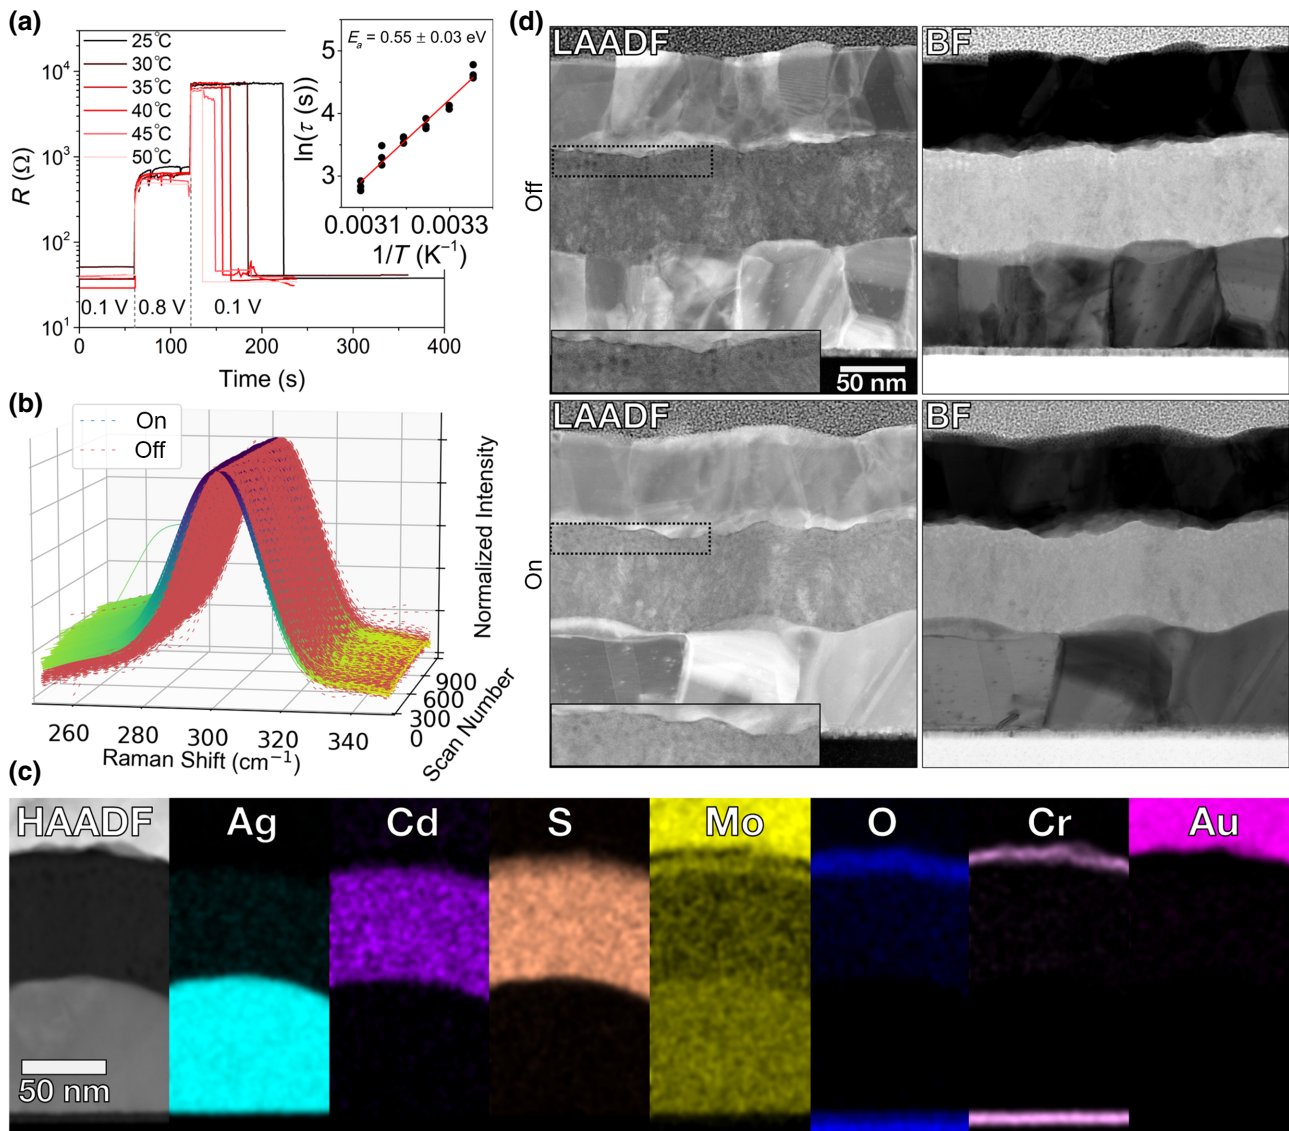 (a)
25°C
30°C
35°C
40°C
45°C
50°C
10⁴
10³
10²
10¹
R (Ω)
0.1 V
0.8 V
0.1 V
0
100
200
300
400
Time (s)
Eₐ = 0.55 ± 0.03 eV
5
4
3
ln(τ (s))
0.0031
0.0033
1/T (K⁻¹)
(b)
On
Off
Normalized Intensity
260
280
300
320
340
Raman Shift (cm⁻¹)
0
300
600
900
Scan Number
(c)
HAADF
Ag
Cd
S
Mo
O
Cr
Au
50 nm
(d)
LAADF
BF
Off
50 nm
LAADF
BF
On